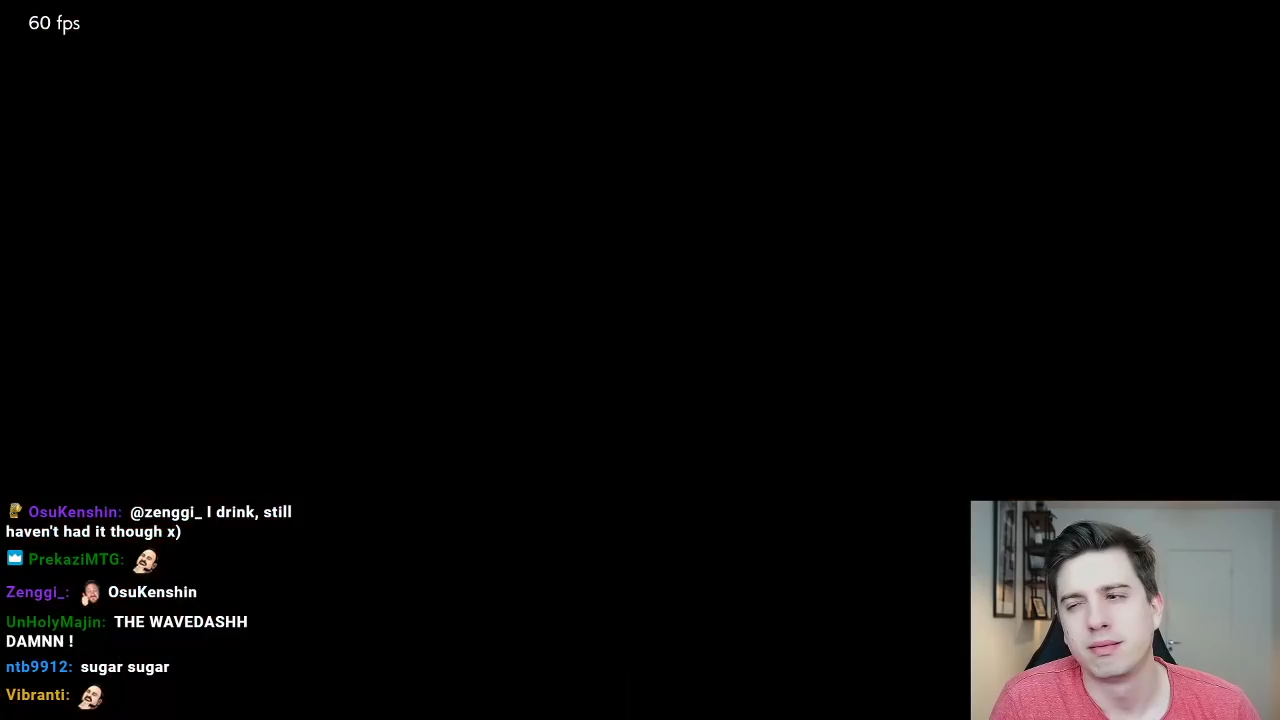 60 fps
OsuKenshin: @zenggi_ I drink, still
haven't had it though x)
PrekaziMTG:
Zenggi_: OsuKenshin
UnHolyMajin: THE WAVEDASHH
DAMNN !
ntb9912: sugar sugar
Vibranti: